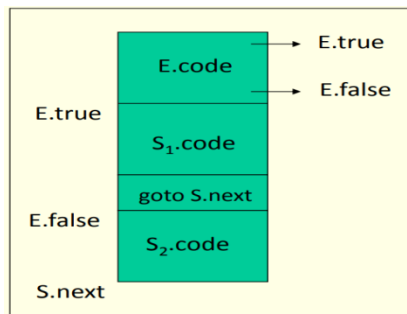 E.true
E.code
E.false
E.true
S₁.code
goto S.next
E.false
S₂.code
S.next